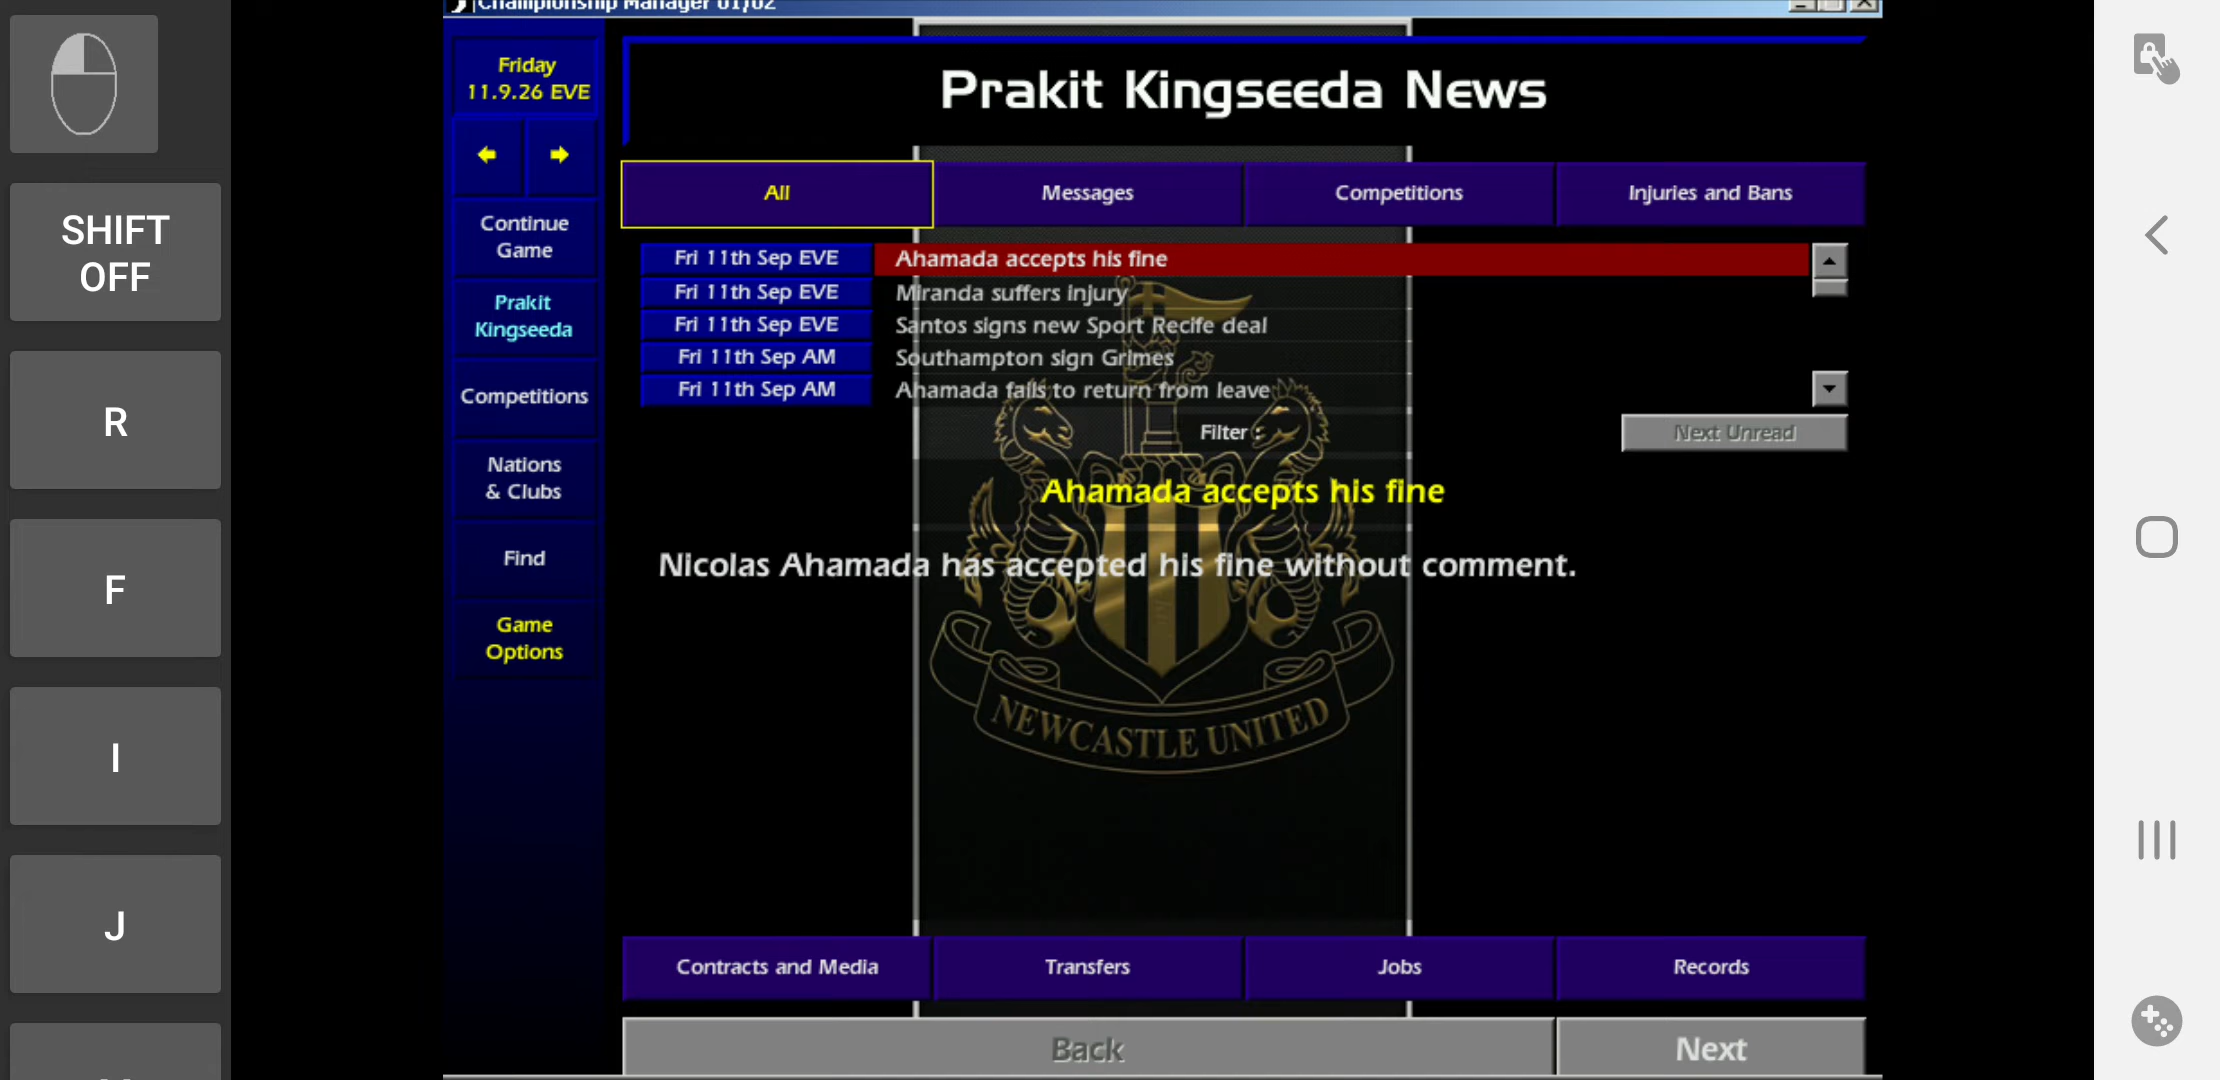 Championship Manager 01/02
Friday
11.9.26 EVE
Prakit Kingseeda News
All
Messages
Competitions
Injuries and Bans
SHIFT
OFF
R
F
I
J
Continue
Game
Prakit
Kingseeda
Competitions
Nations
& Clubs
Find
Game
Options
Fri 11th Sep EVE Ahamada accepts his fine
Fri 11th Sep EVE Miranda suffers injury
Fri 11th Sep EVE Santos signs new Sport Recife deal
Fri 11th Sep AM Southampton sign Grimes
Fri 11th Sep AM Ahamada fails to return from leave
Filter :
Next Unread
Ahamada accepts his fine
Nicolas Ahamada has accepted his fine without comment.
NEWCASTLE UNITED
Contracts and Media
Transfers
Jobs
Records
Back
Next